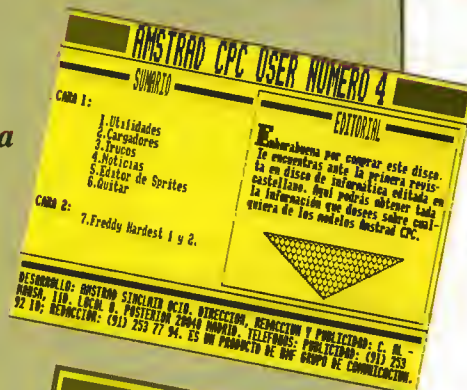 a
AMSTRAD CPC USER NUMERO 4
SUMARIO
CARA 1:
1.Utilidades
2.Cargadores
3.Trucos
4.Noticias
5.Editor de Sprites
6.Quitar
CARA 2:
7.Freddy Hardest 1 y 2.
EDITORIAL
Enhorabuena por comprar este disco.
Te encuentras ante la primera revis-
ta en disco de informática editada en
castellano. Aquí podrás obtener toda
la información que desees sobre cual-
quiera de los modelos Amstrad CPC.
DESARROLLO: AMSTRAD SINCLAIR OCIO. DIRECCION, REDACCION Y PUBLICIDAD: C. AL -
MANSA, 110. LOCAL 8. POSTERIOR 28040 MADRID. TELEFONOS: PUBLICIDAD: (91) 253
92 10; REDACCION: (91) 253 77 94. ES UN PRODUCTO DE GRUPO DE COMUNICACION.